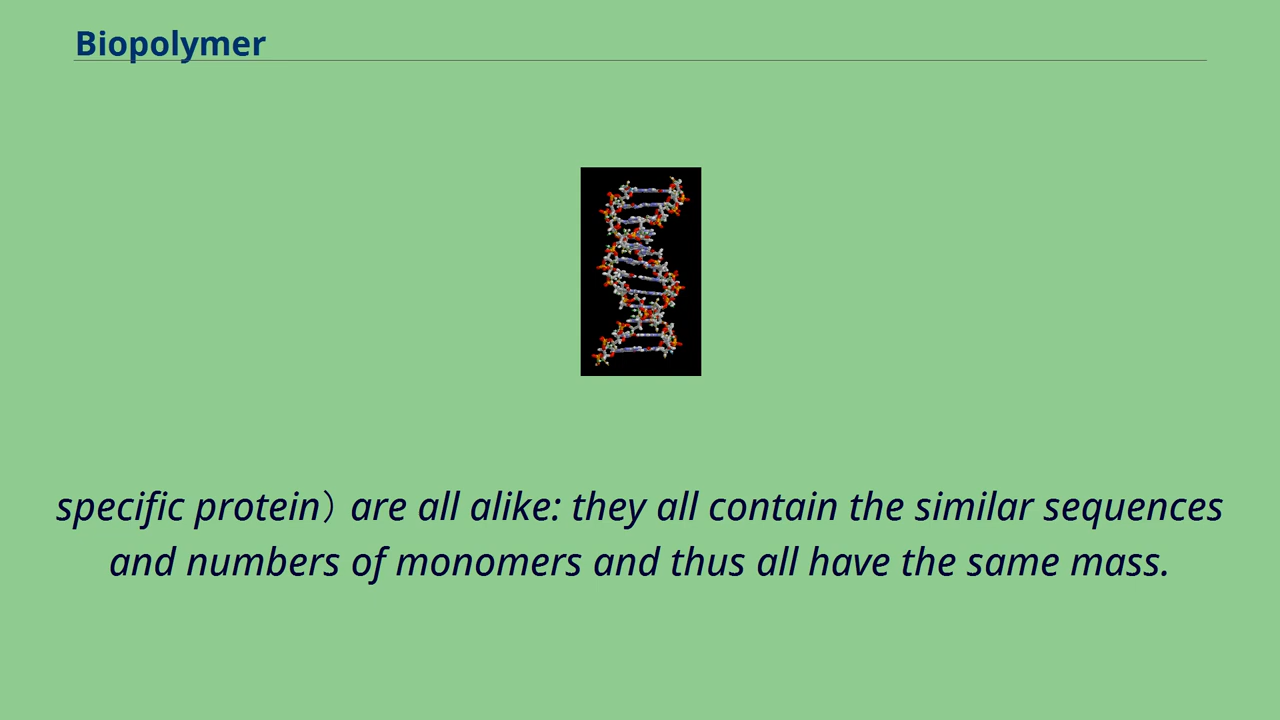 Biopolymer
specific protein) are all alike: they all contain the similar sequences
and numbers of monomers and thus all have the same mass.